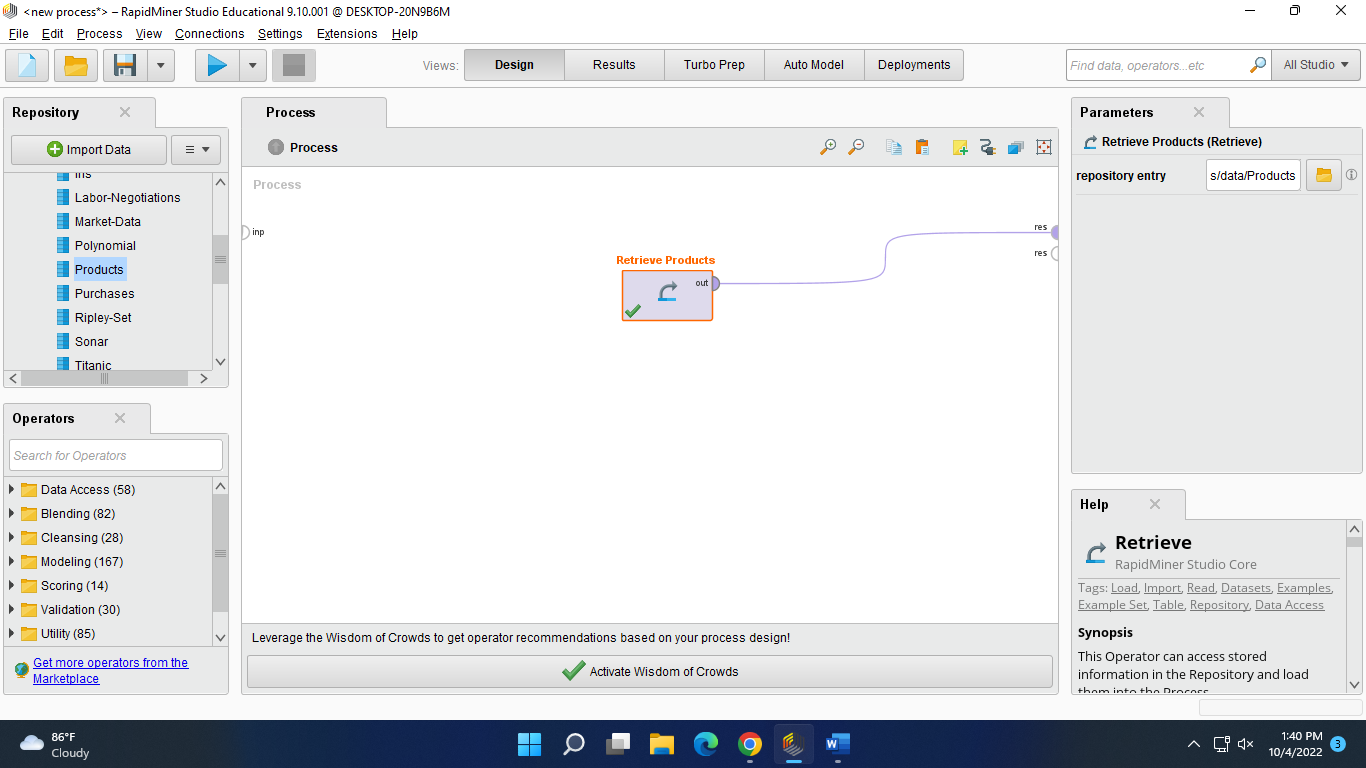 <new process*> – RapidMiner Studio Educational 9.10.001 @ DESKTOP-20N9B6M
File Edit Process View Connections Settings Extensions Help
Views: Design Results Turbo Prep Auto Model Deployments
Find data, operators...etc
All Studio
Repository
Import Data
Iris
Labor-Negotiations
Market-Data
Polynomial
Products
Purchases
Ripley-Set
Sonar
Titanic
Operators
Search for Operators
Data Access (58)
Blending (82)
Cleansing (28)
Modeling (167)
Scoring (14)
Validation (30)
Utility (85)
Get more operators from the
Marketplace
Process
Process
Process
inp
Retrieve Products
out
res
res
Leverage the Wisdom of Crowds to get operator recommendations based on your process design!
Activate Wisdom of Crowds
Parameters
Retrieve Products (Retrieve)
repository entry
s/data/Products
Help
Retrieve
RapidMiner Studio Core
Tags: Load, Import, Read, Datasets, Examples,
Example Set, Table, Repository, Data Access
Synopsis
This Operator can access stored
information in the Repository and load
them into the Process.
86°F
Cloudy
1:40 PM
10/4/2022
3